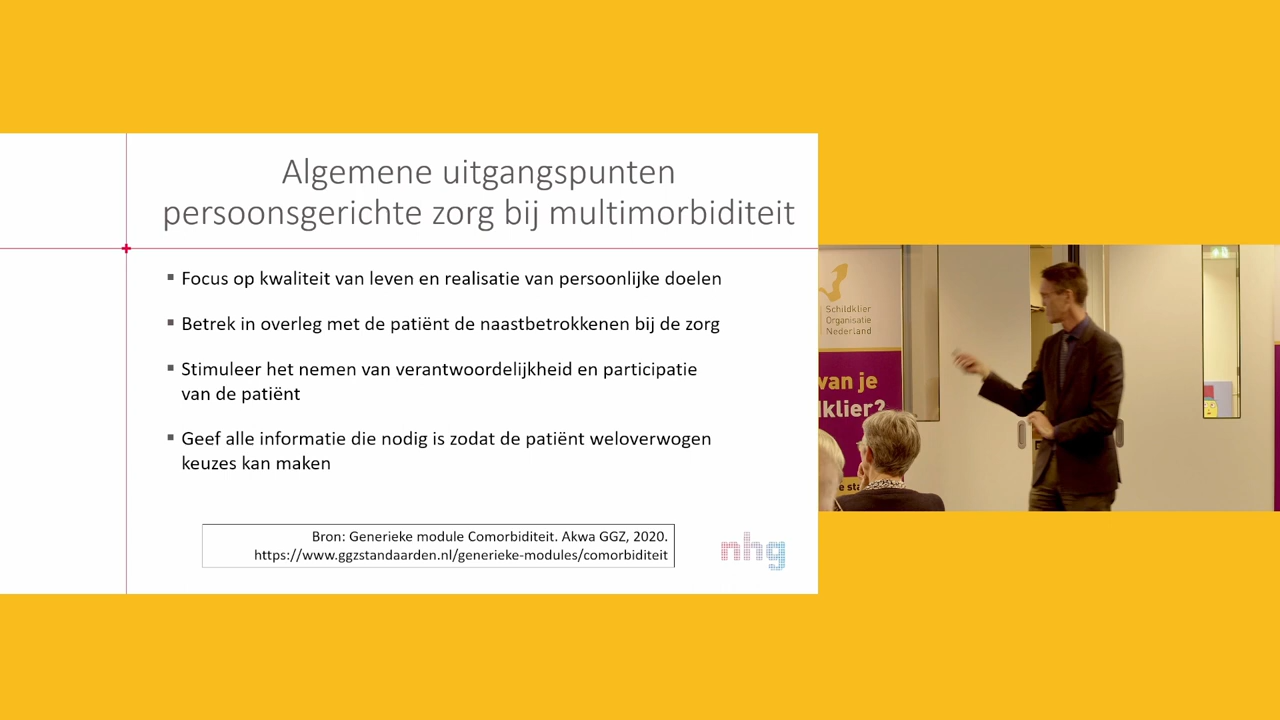 Algemene uitgangspunten
persoonsgerichte zorg bij multimorbiditeit
▪ Focus op kwaliteit van leven en realisatie van persoonlijke doelen
▪ Betrek in overleg met de patiënt de naastbetrokkenen bij de zorg
▪ Stimuleer het nemen van verantwoordelijkheid en participatie
van de patiënt
▪ Geef alle informatie die nodig is zodat de patiënt weloverwogen
keuzes kan maken
Bron: Generieke module Comorbiditeit. Akwa GGZ, 2020.
https://www.ggzstandaarden.nl/generieke-modules/comorbiditeit
nhg
Schildklier
Organisatie
Nederland
van je
klier?